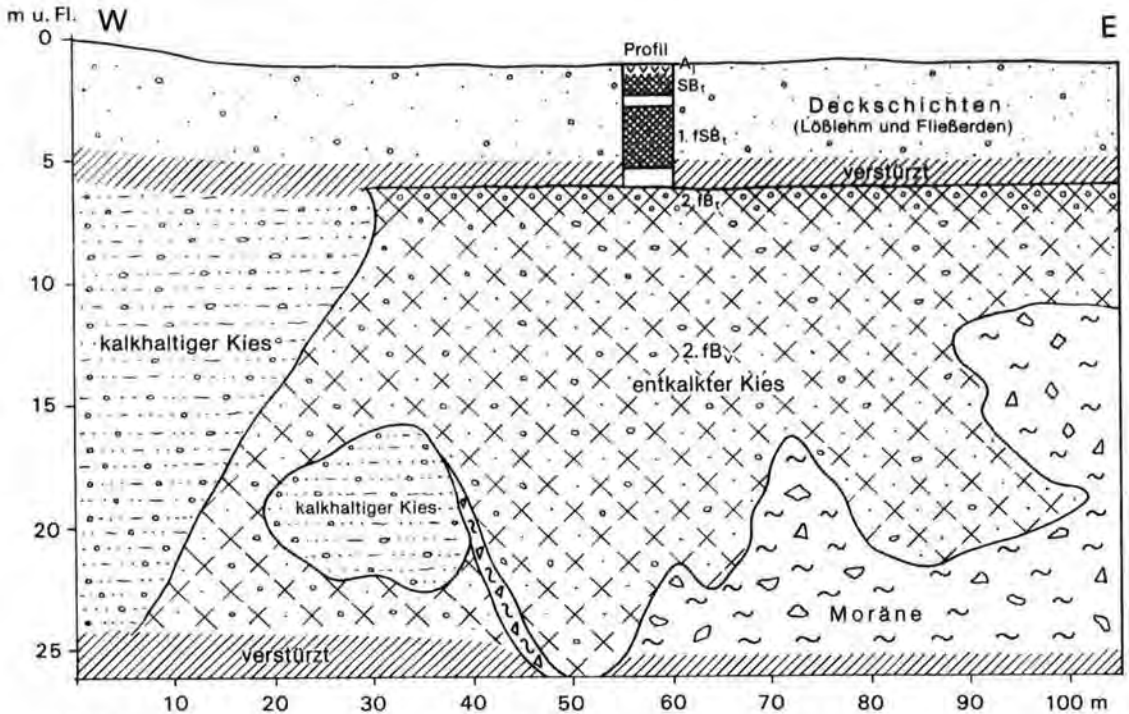 m u. Fl.
W
E
0
5
10
15
20
25
Profil
Al
SBt
1. fSBt
Deckschichten
(Lößlehm und Fließerden)
verstürzt
2. fBt
kalkhaltiger Kies
2. fBv
entkalkter Kies
kalkhaltiger Kies
Moräne
verstürzt
0 10 20 30 40 50 60 70 80 90 100 m